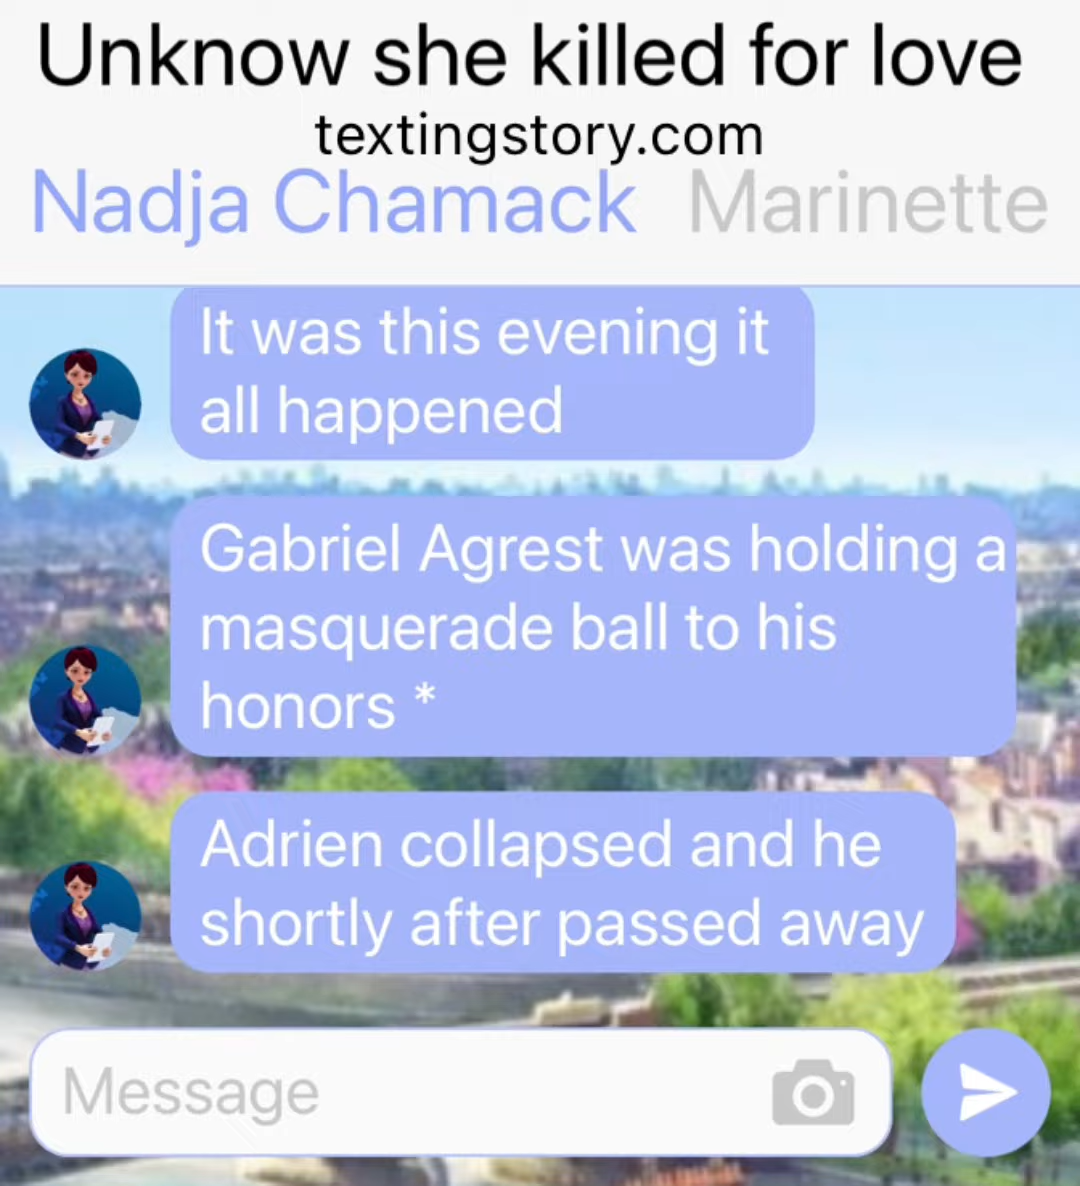 Unknow she killed for love
textingstory.com
Nadja Chamack Marinette
It was this evening it
all happened
Gabriel Agrest was holding a
masquerade ball to his
honors *
Adrien collapsed and he
shortly after passed away
Message